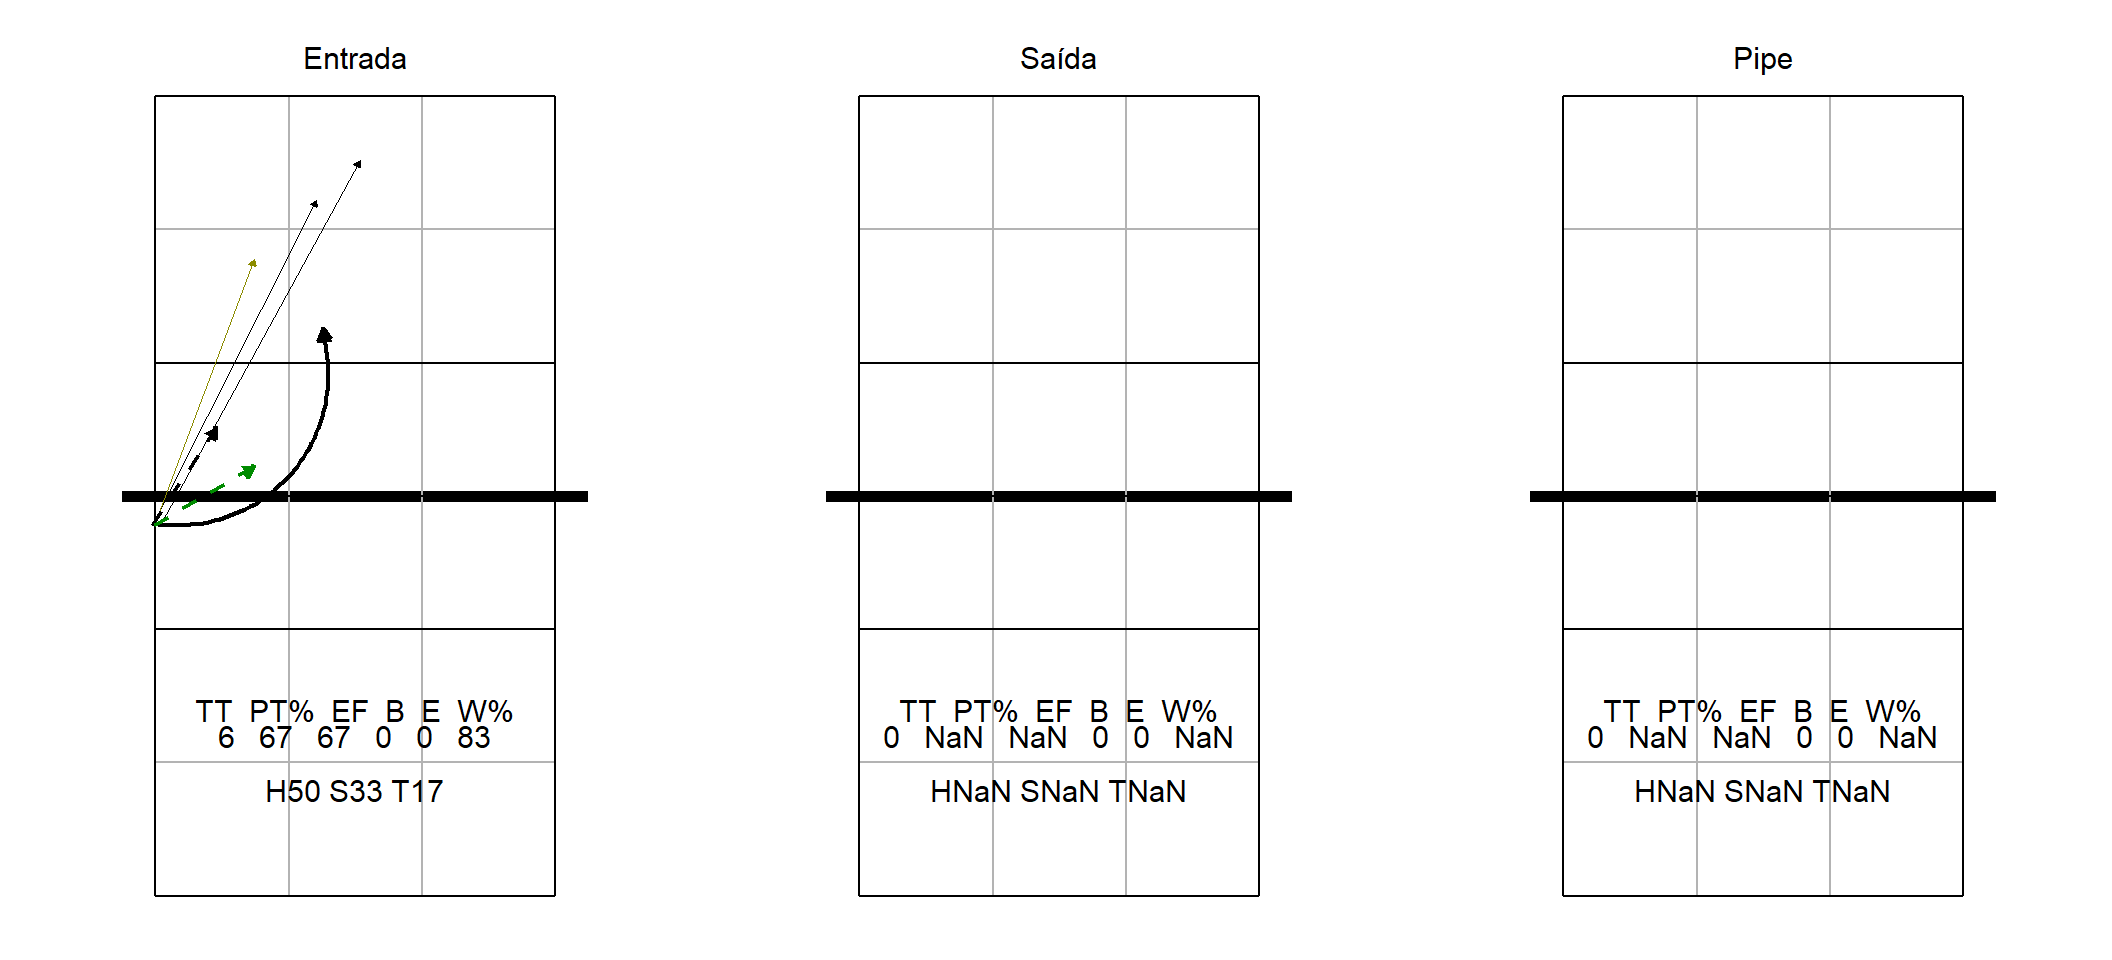 Entrada
Saída
Pipe
TT PT% EF B E W%
6 67 67 0 0 83
H50 S33 T17
TT PT% EF B E W%
0 NaN NaN 0 0 NaN
HNaN SNaN TNaN
TT PT% EF B E W%
0 NaN NaN 0 0 NaN
HNaN SNaN TNaN